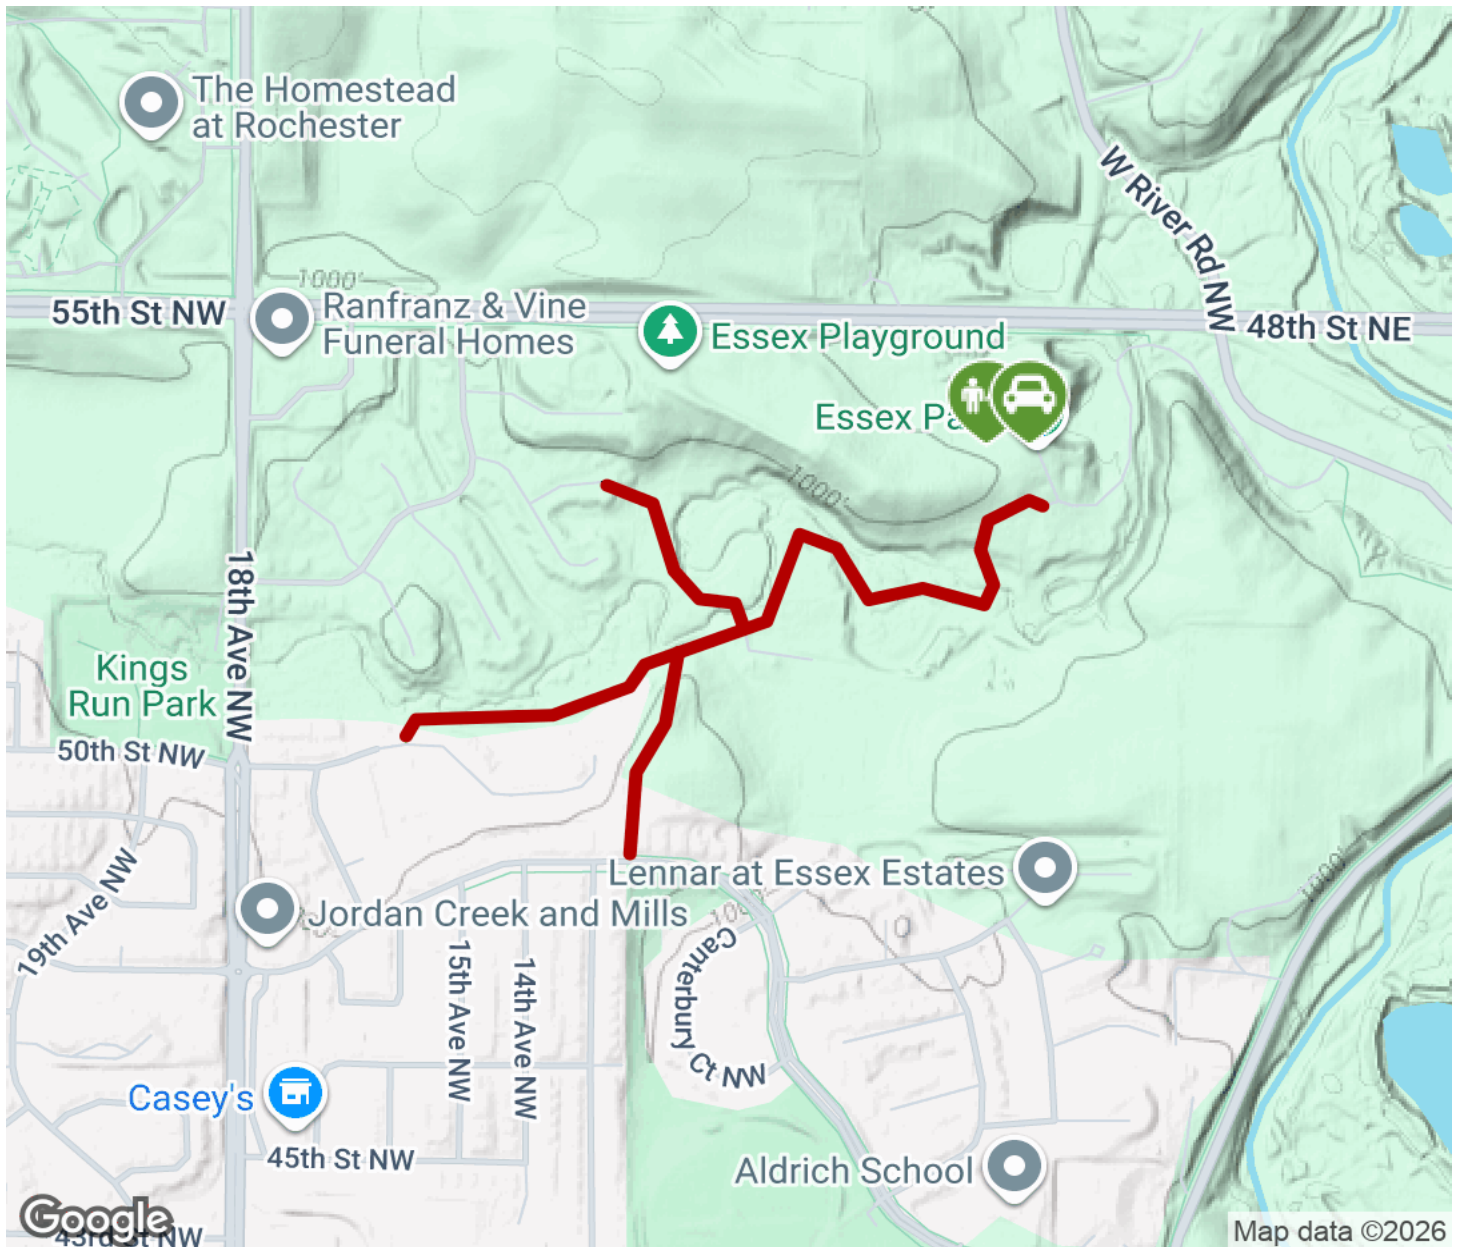 The Homestead
at Rochester
W River Rd NW
1000'
55th St NW
Ranfranz & Vine
Funeral Homes
Essex Playground
48th St NE
Essex Pa
1000'
18th Ave NW
Kings
Run Park
50th St NW
19th Ave NW
Lennar at Essex Estates
1000'
Jordan Creek and Mills
Canterbury Ct NW
15th Ave NW
14th Ave NW
Casey's
45th St NW
Aldrich School
Google
43rd St NW
Map data ©2026